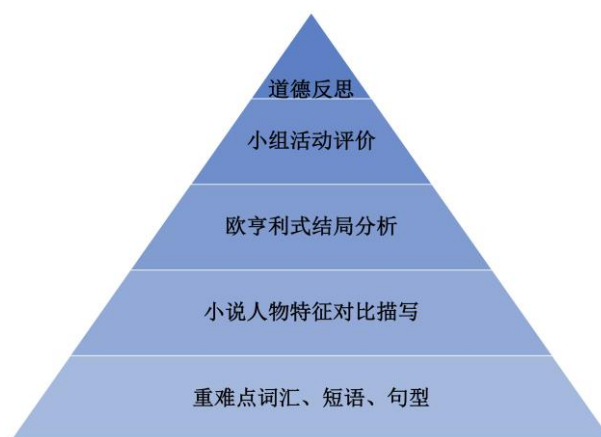 道德反思
小组活动评价
欧亨利式结局分析
小说人物特征对比描写
重难点词汇、短语、句型